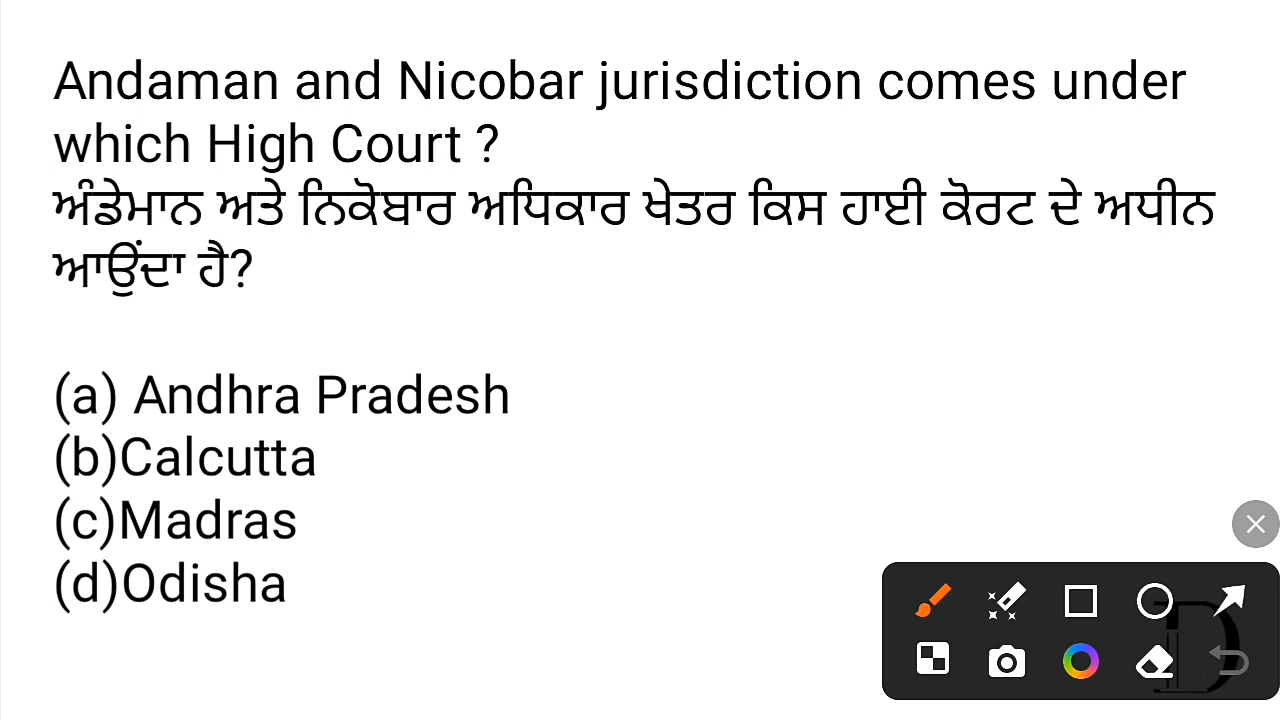 Andaman and Nicobar jurisdiction comes under
which High Court ?
ਅੰਡੇਮਾਨ ਅਤੇ ਨਿਕੋਬਾਰ ਅਧਿਕਾਰ ਖੇਤਰ ਕਿਸ ਹਾਈ ਕੋਰਟ ਦੇ ਅਧੀਨ
ਆਉਂਦਾ ਹੈ?
(a) Andhra Pradesh
(b)Calcutta
(c)Madras
(d)Odisha